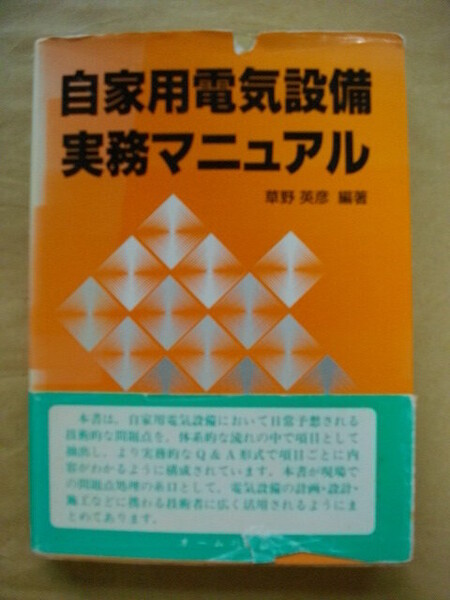 自家用電気設備
実務マニュアル
草野 英彦 編著
本書は、自家用電気設備において日常予想される
技術的な問題点を、体系的な流れの中で項目として
抽出し、より実務的なQ&A形式で項目ごとに内
容がわかるように構成されています。本書が現場で
の問題点処理の糸口として、電気設備の計画・設計・
施工などに携わる技術者に広く活用されるようにま
とめてあります。
オーム